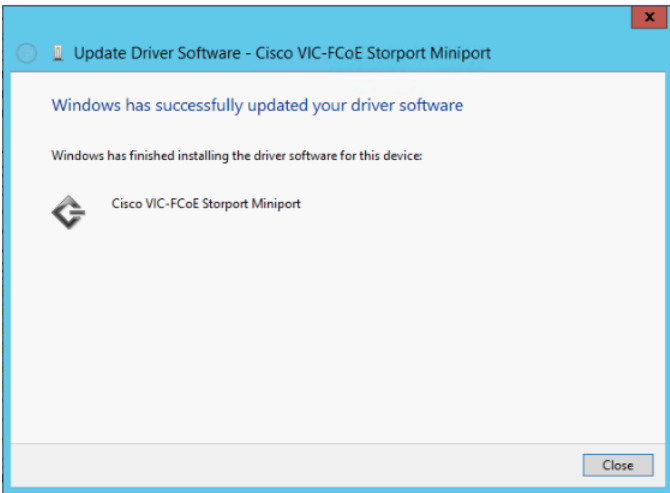 x
Update Driver Software - Cisco VIC-FCoE Storport Miniport
Windows has successfully updated your driver software
Windows has finished installing the driver software for this device:
Cisco VIC-FCoE Storport Miniport
Close